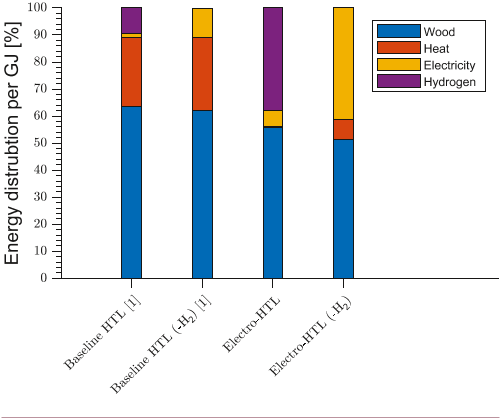 Energy distrubtion per GJ [%]
100
90
80
70
60
50
40
30
20
10
0
Wood
Heat
Electricity
Hydrogen
Baseline HTL [1]
Baseline HTL (-H₂) [1]
Electro-HTL
Electro-HTL (-H₂)